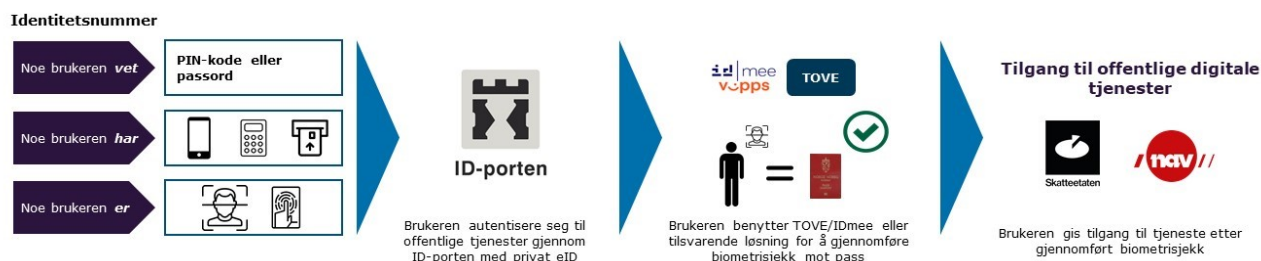 Identitetsnummer
Noe brukeren vet
PIN-kode eller
passord
Noe brukeren har
Noe brukeren er
ID-porten
Brukeren autentisere seg til
offentlige tjenester gjennom
ID-porten med privat eID
id|mee
vipps
TOVE
Brukeren benytter TOVE/IDmee eller
tilsvarende løsning for å gjennomføre
biometrisjekk mot pass
Tilgang til offentlige digitale
tjenester
Skatteetaten
nav
Brukeren gis tilgang til tjeneste etter
gjennomført biometrisjekk